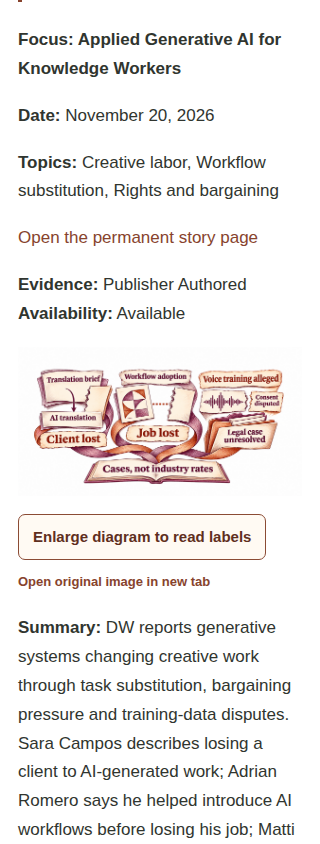 Focus: Applied Generative AI for
Knowledge Workers
Date: November 20, 2026
Topics: Creative labor, Workflow
substitution, Rights and bargaining
Open the permanent story page
Evidence: Publisher Authored
Availability: Available
Translation brief
AI translation
Client lost
Workflow adoption
Job lost
Voice training alleged
Consent
disputed
Legal case
unresolved
Cases, not industry rates
Enlarge diagram to read labels
Open original image in new tab
Summary: DW reports generative
systems changing creative work
through task substitution, bargaining
pressure and training-data disputes.
Sara Campos describes losing a
client to AI-generated work; Adrian
Romero says he helped introduce AI
workflows before losing his job; Matti